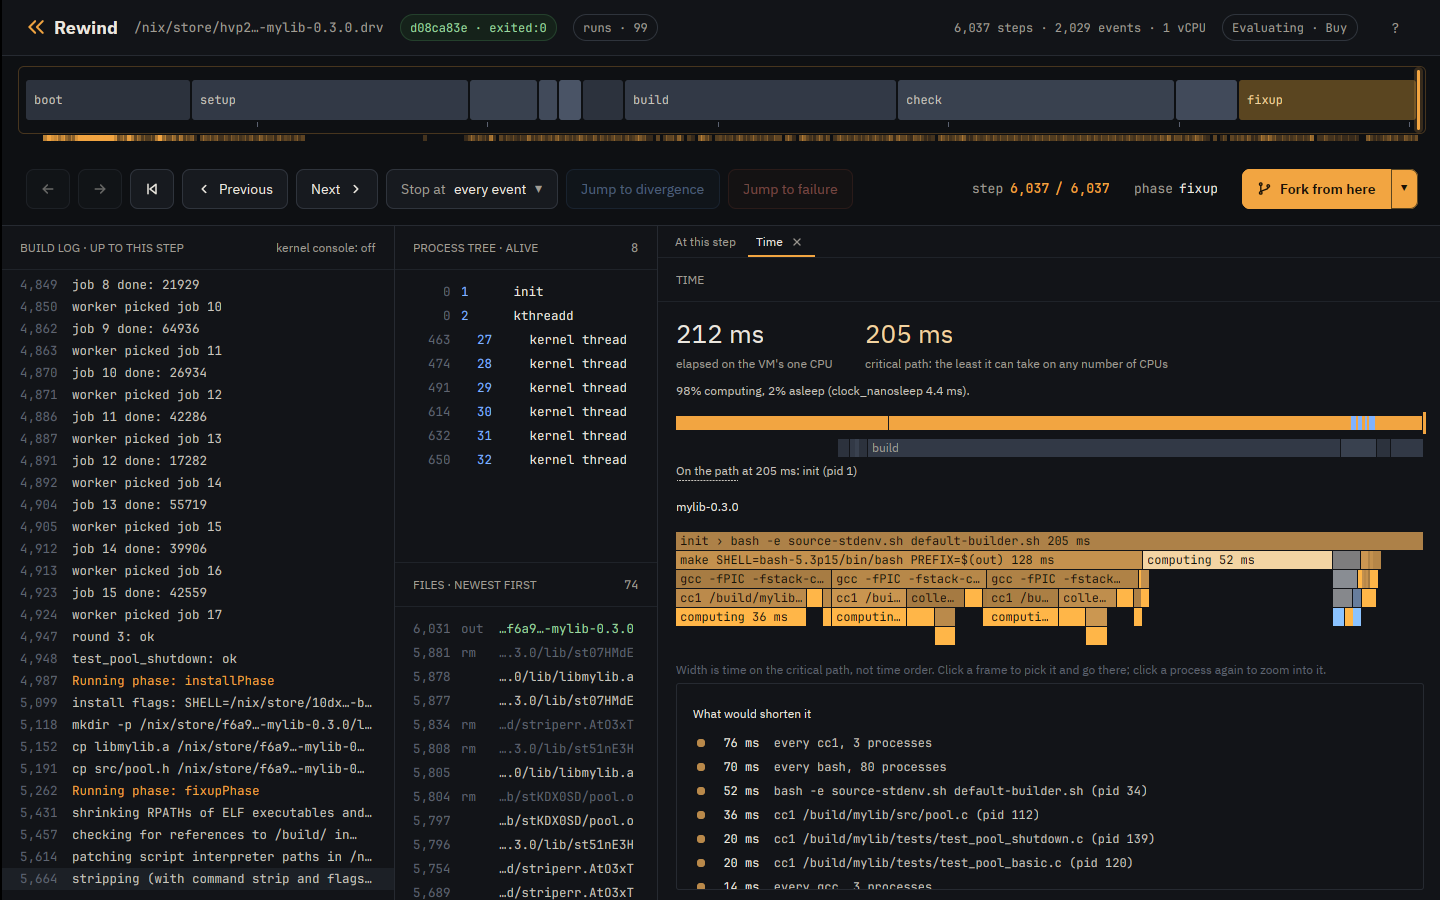 Rewind /nix/store/hvp2…-mylib-0.3.0.drv d08ca83e · exited:0 runs · 99 6,037 steps · 2,029 events · 1 vCPU Evaluating · Buy ?
boot setup build check fixup
Previous Next Stop at every event Jump to divergence Jump to failure step 6,037 / 6,037 phase fixup Fork from here
BUILD LOG · UP TO THIS STEP kernel console: off
4,849 job 8 done: 21929
4,850 worker picked job 10
4,862 job 9 done: 64936
4,863 worker picked job 11
4,870 job 10 done: 26934
4,871 worker picked job 12
4,886 job 11 done: 42286
4,887 worker picked job 13
4,891 job 12 done: 17282
4,892 worker picked job 14
4,904 job 13 done: 55719
4,905 worker picked job 15
4,912 job 14 done: 39906
4,913 worker picked job 16
4,923 job 15 done: 42559
4,924 worker picked job 17
4,947 round 3: ok
4,948 test_pool_shutdown: ok
4,987 Running phase: installPhase
5,099 install flags: SHELL=/nix/store/10dx…-b…
5,118 mkdir -p /nix/store/f6a9…-mylib-0.3.0/l…
5,152 cp libmylib.a /nix/store/f6a9…-mylib-0…
5,191 cp src/pool.h /nix/store/f6a9…-mylib-0…
5,262 Running phase: fixupPhase
5,431 shrinking RPATHs of ELF executables and…
5,457 checking for references to /build/ in…
5,614 patching script interpreter paths in /n…
5,664 stripping (with command strip and flags…
PROCESS TREE · ALIVE 8
0 1 init
0 2 kthreadd
463 27 kernel thread
474 28 kernel thread
491 29 kernel thread
614 30 kernel thread
632 31 kernel thread
650 32 kernel thread
FILES · NEWEST FIRST 74
6,031 out …f6a9…-mylib-0.3.0
5,881 rm ….3.0/lib/st07HMdE
5,878 ….0/lib/libmylib.a
5,877 ….3.0/lib/st07HMdE
5,834 rm …d/striperr.AtO3xT
5,808 rm ….3.0/lib/st51nE3H
5,805 ….0/lib/libmylib.a
5,804 rm …b/stKDX0SD/pool.o
5,797 …b/stKDX0SD/pool.o
5,796 ….3.0/lib/st51nE3H
5,754 …d/striperr.AtO3xT
5,689 …d/striperr.AtO3xT
At this step Time
TIME
212 ms 205 ms
elapsed on the VM's one CPU critical path: the least it can take on any number of CPUs
98% computing, 2% asleep (clock_nanosleep 4.4 ms).
build
On the path at 205 ms: init (pid 1)
mylib-0.3.0
init › bash -e source-stdenv.sh default-builder.sh 205 ms
make SHELL=bash-5.3p15/bin/bash PREFIX=$(out) 128 ms computing 52 ms
gcc -fPIC -fstack-c… gcc -fPIC -fstack-c… gcc -fPIC -fstack…
cc1 /build/mylib… cc1 /bui… colle… cc1 /bu… colle…
computing 36 ms computin… computi…
Width is time on the critical path, not time order. Click a frame to pick it and go there; click a process again to zoom into it.
What would shorten it
76 ms every cc1, 3 processes
70 ms every bash, 80 processes
52 ms bash -e source-stdenv.sh default-builder.sh (pid 34)
36 ms cc1 /build/mylib/src/pool.c (pid 112)
20 ms cc1 /build/mylib/tests/test_pool_shutdown.c (pid 139)
20 ms cc1 /build/mylib/tests/test_pool_basic.c (pid 120)
14 ms every gcc, 3 processes